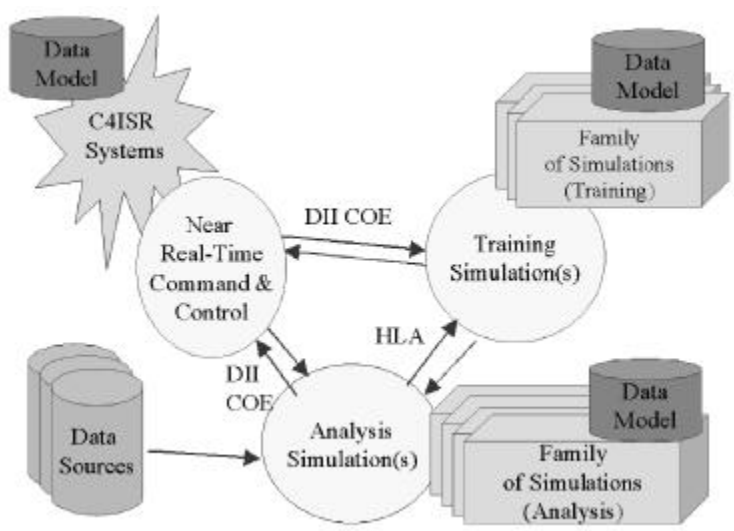 Data
Model
C4ISR
Systems
Data
Model
Family
of Simulations
(Training)
Near
Real-Time
Command &
Control
DII COE
Training
Simulation(s)
HLA
DII
COE
Data
Sources
Analysis
Simulation(s)
Data
Model
Family
of Simulations
(Analysis)